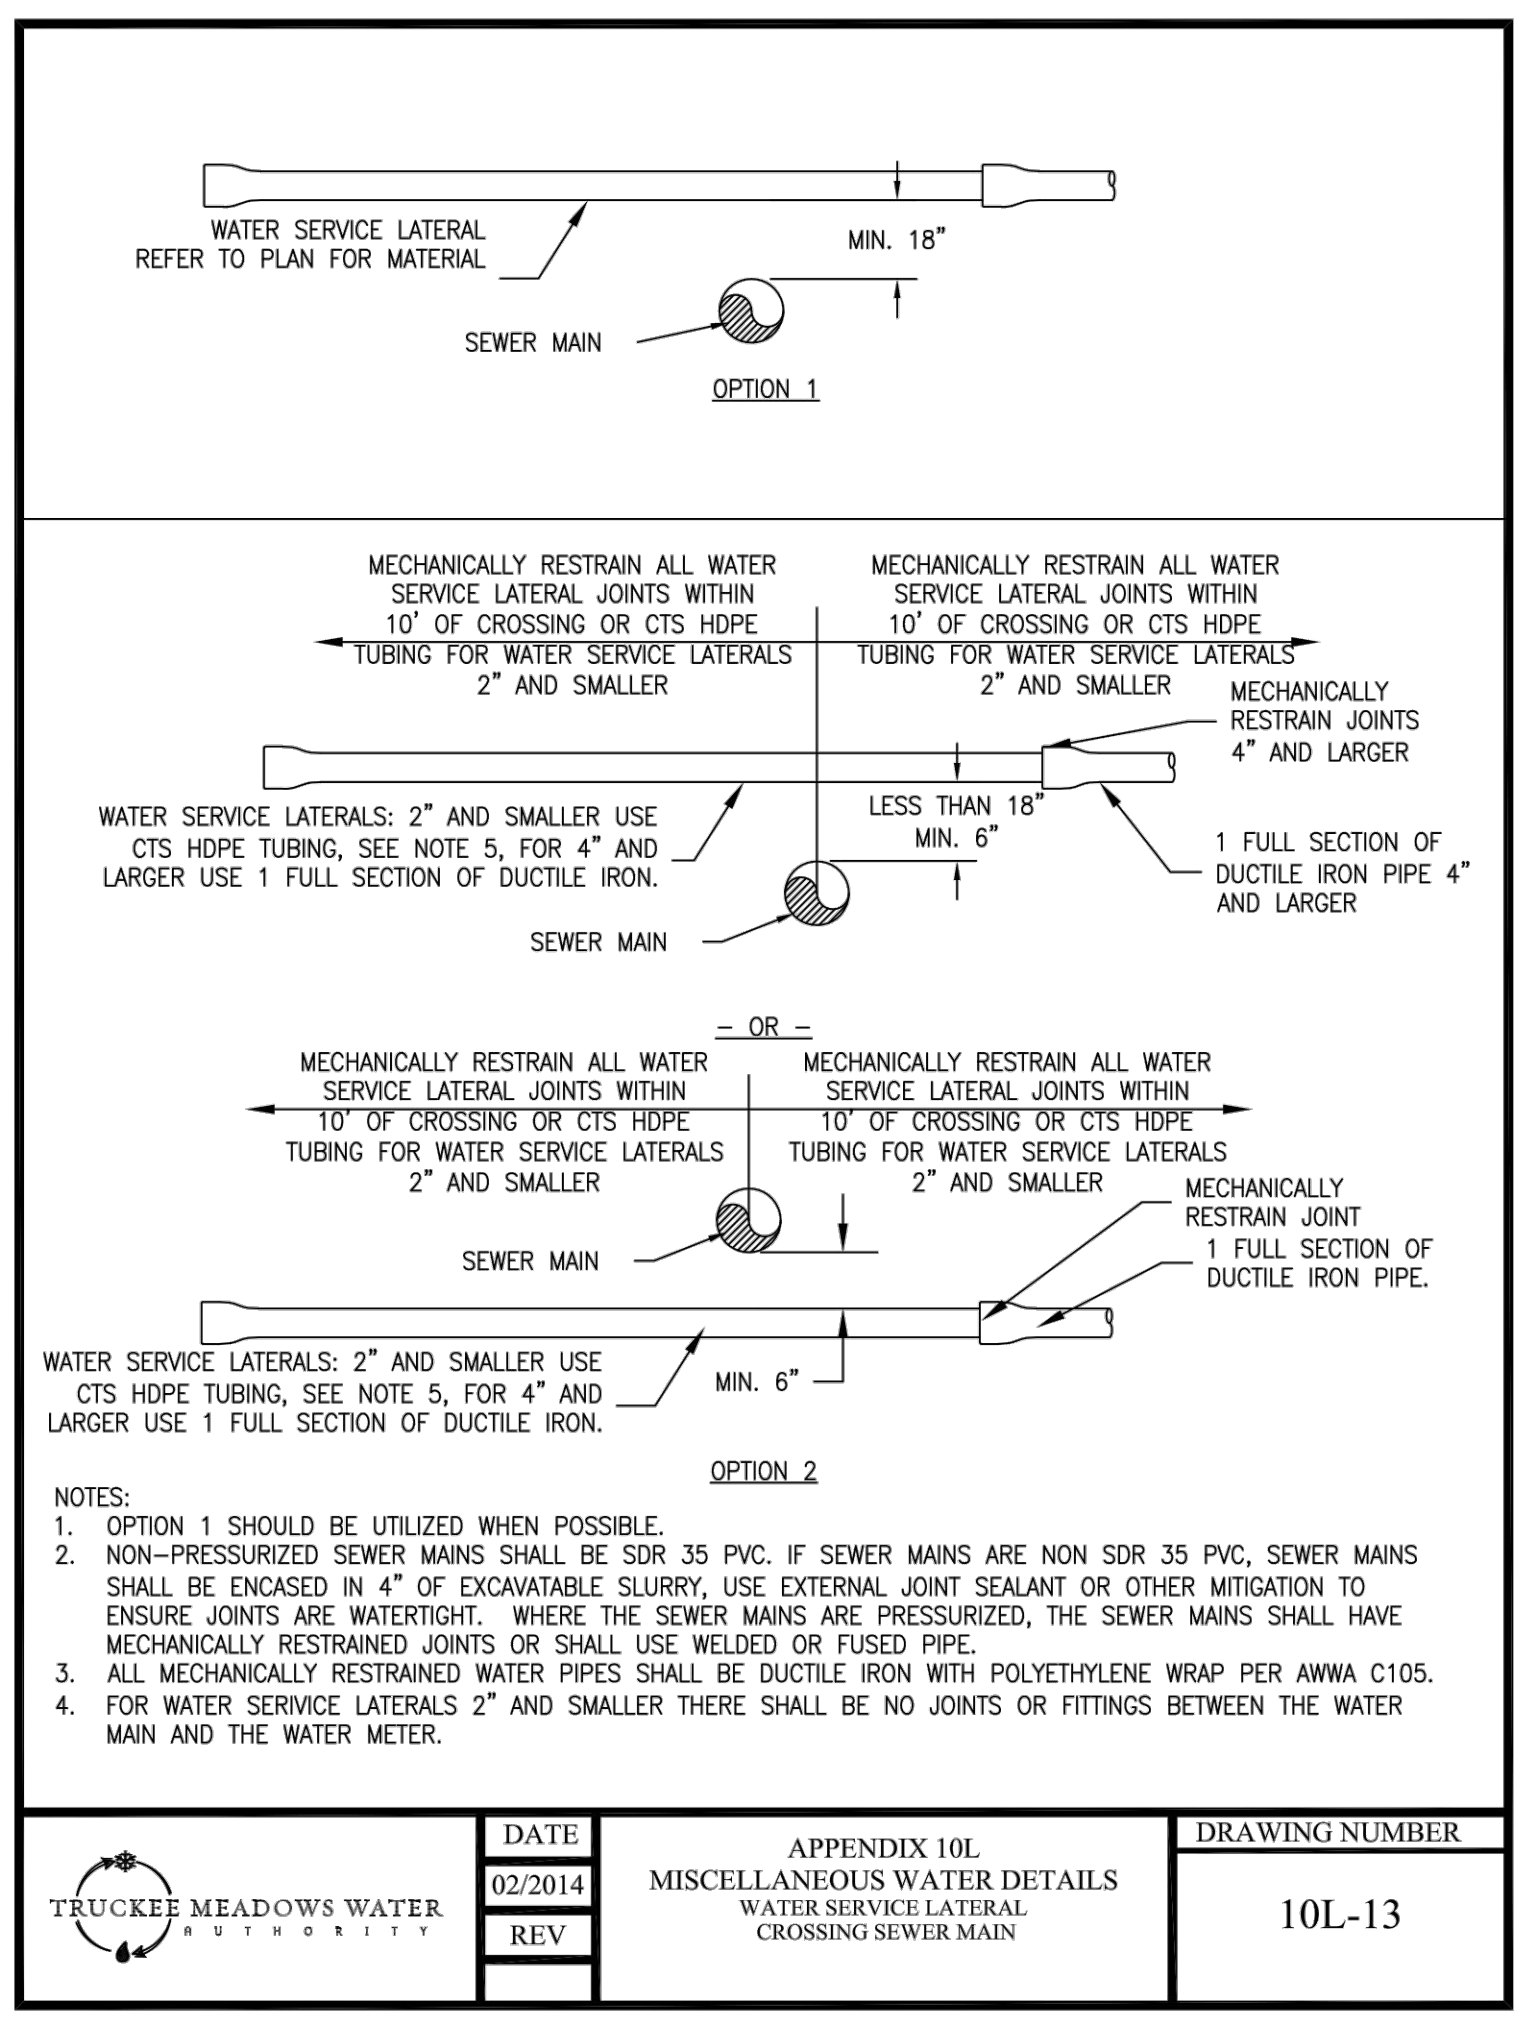 WATER SERVICE LATERAL
REFER TO PLAN FOR MATERIAL
MIN. 18”
SEWER MAIN
OPTION 1
MECHANICALLY RESTRAIN ALL WATER
SERVICE LATERAL JOINTS WITHIN
10’ OF CROSSING OR CTS HDPE
TUBING FOR WATER SERVICE LATERALS
2” AND SMALLER
MECHANICALLY RESTRAIN ALL WATER
SERVICE LATERAL JOINTS WITHIN
10’ OF CROSSING OR CTS HDPE
TUBING FOR WATER SERVICE LATERALS
2” AND SMALLER
MECHANICALLY
RESTRAIN JOINTS
4” AND LARGER
WATER SERVICE LATERALS: 2” AND SMALLER USE
CTS HDPE TUBING, SEE NOTE 5, FOR 4” AND
LARGER USE 1 FULL SECTION OF DUCTILE IRON.
LESS THAN 18”
MIN. 6”
1 FULL SECTION OF
DUCTILE IRON PIPE 4”
AND LARGER
SEWER MAIN
– OR –
MECHANICALLY RESTRAIN ALL WATER
SERVICE LATERAL JOINTS WITHIN
10’ OF CROSSING OR CTS HDPE
TUBING FOR WATER SERVICE LATERALS
2” AND SMALLER
MECHANICALLY RESTRAIN ALL WATER
SERVICE LATERAL JOINTS WITHIN
10’ OF CROSSING OR CTS HDPE
TUBING FOR WATER SERVICE LATERALS
2” AND SMALLER
MECHANICALLY
RESTRAIN JOINT
1 FULL SECTION OF
DUCTILE IRON PIPE.
SEWER MAIN
WATER SERVICE LATERALS: 2” AND SMALLER USE
CTS HDPE TUBING, SEE NOTE 5, FOR 4” AND
LARGER USE 1 FULL SECTION OF DUCTILE IRON.
MIN. 6”
OPTION 2
NOTES:
1. OPTION 1 SHOULD BE UTILIZED WHEN POSSIBLE.
2. NON–PRESSURIZED SEWER MAINS SHALL BE SDR 35 PVC. IF SEWER MAINS ARE NON SDR 35 PVC, SEWER MAINS
SHALL BE ENCASED IN 4” OF EXCAVATABLE SLURRY, USE EXTERNAL JOINT SEALANT OR OTHER MITIGATION TO
ENSURE JOINTS ARE WATERTIGHT. WHERE THE SEWER MAINS ARE PRESSURIZED, THE SEWER MAINS SHALL HAVE
MECHANICALLY RESTRAINED JOINTS OR SHALL USE WELDED OR FUSED PIPE.
3. ALL MECHANICALLY RESTRAINED WATER PIPES SHALL BE DUCTILE IRON WITH POLYETHYLENE WRAP PER AWWA C105.
4. FOR WATER SERIVICE LATERALS 2” AND SMALLER THERE SHALL BE NO JOINTS OR FITTINGS BETWEEN THE WATER
MAIN AND THE WATER METER.
TRUCKEE MEADOWS WATER
AUTHORITY
DATE
02/2014
REV
APPENDIX 10L
MISCELLANEOUS WATER DETAILS
WATER SERVICE LATERAL
CROSSING SEWER MAIN
DRAWING NUMBER
10L-13